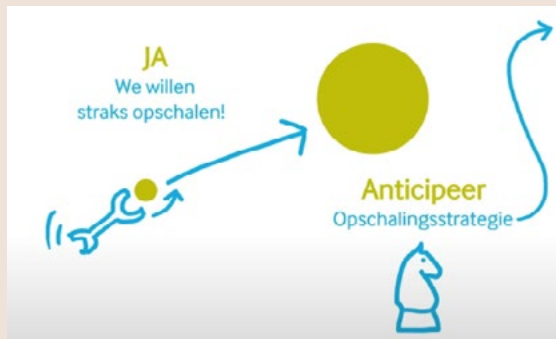 JA
We willen
straks opschalen!
Anticipeer
Opschalingsstrategie